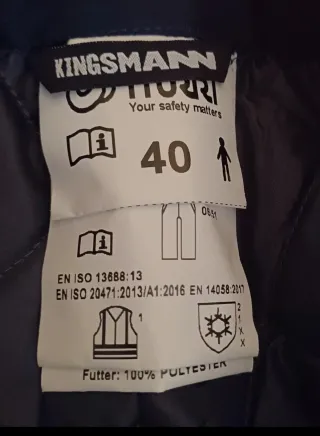 KINGSMANN
Your safety matters
40
EN ISO 13688:13
EN ISO 20471:2013/A1:2016 EN 14058:2017
1
2
1
X
X
Futter: 100% POLYESTER